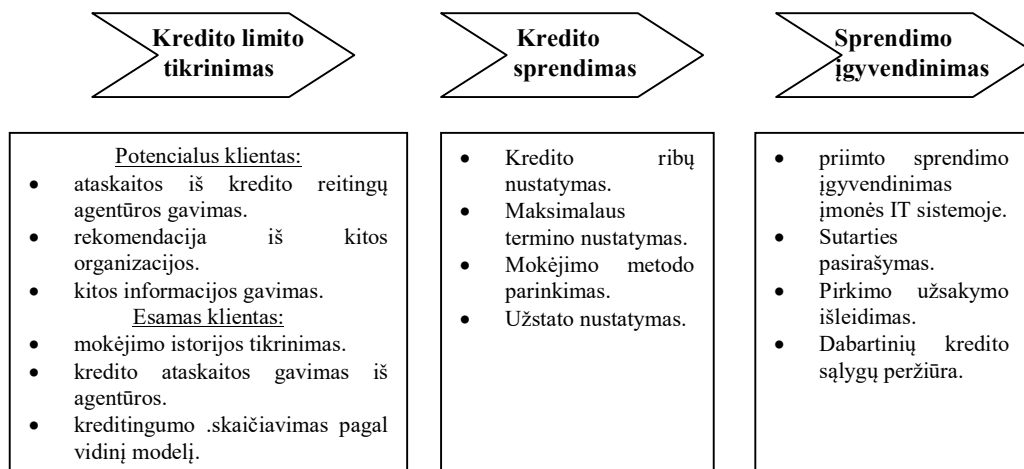 Kredito limito
tikrinimas
Kredito
sprendimas
Sprendimo
įgyvendinimas
Potencialus klientas:
• ataskaitos iš kredito reitingų
agentūros gavimas.
• rekomendacija iš kitos
organizacijos.
• kitos informacijos gavimas.
Esamas klientas:
• mokėjimo istorijos tikrinimas.
• kredito ataskaitos gavimas iš
agentūros.
• kreditingumo .skaičiavimas pagal
vidinį modelį.
• Kredito ribų
nustatymas.
• Maksimalaus
termino nustatymas.
• Mokėjimo metodo
parinkimas.
• Užstato nustatymas.
• priimto sprendimo
įgyvendinimas
įmonės IT sistemoje.
• Sutarties
pasirašymas.
• Pirkimo užsakymo
išleidimas.
• Dabartinių kredito
sąlygų peržiūra.